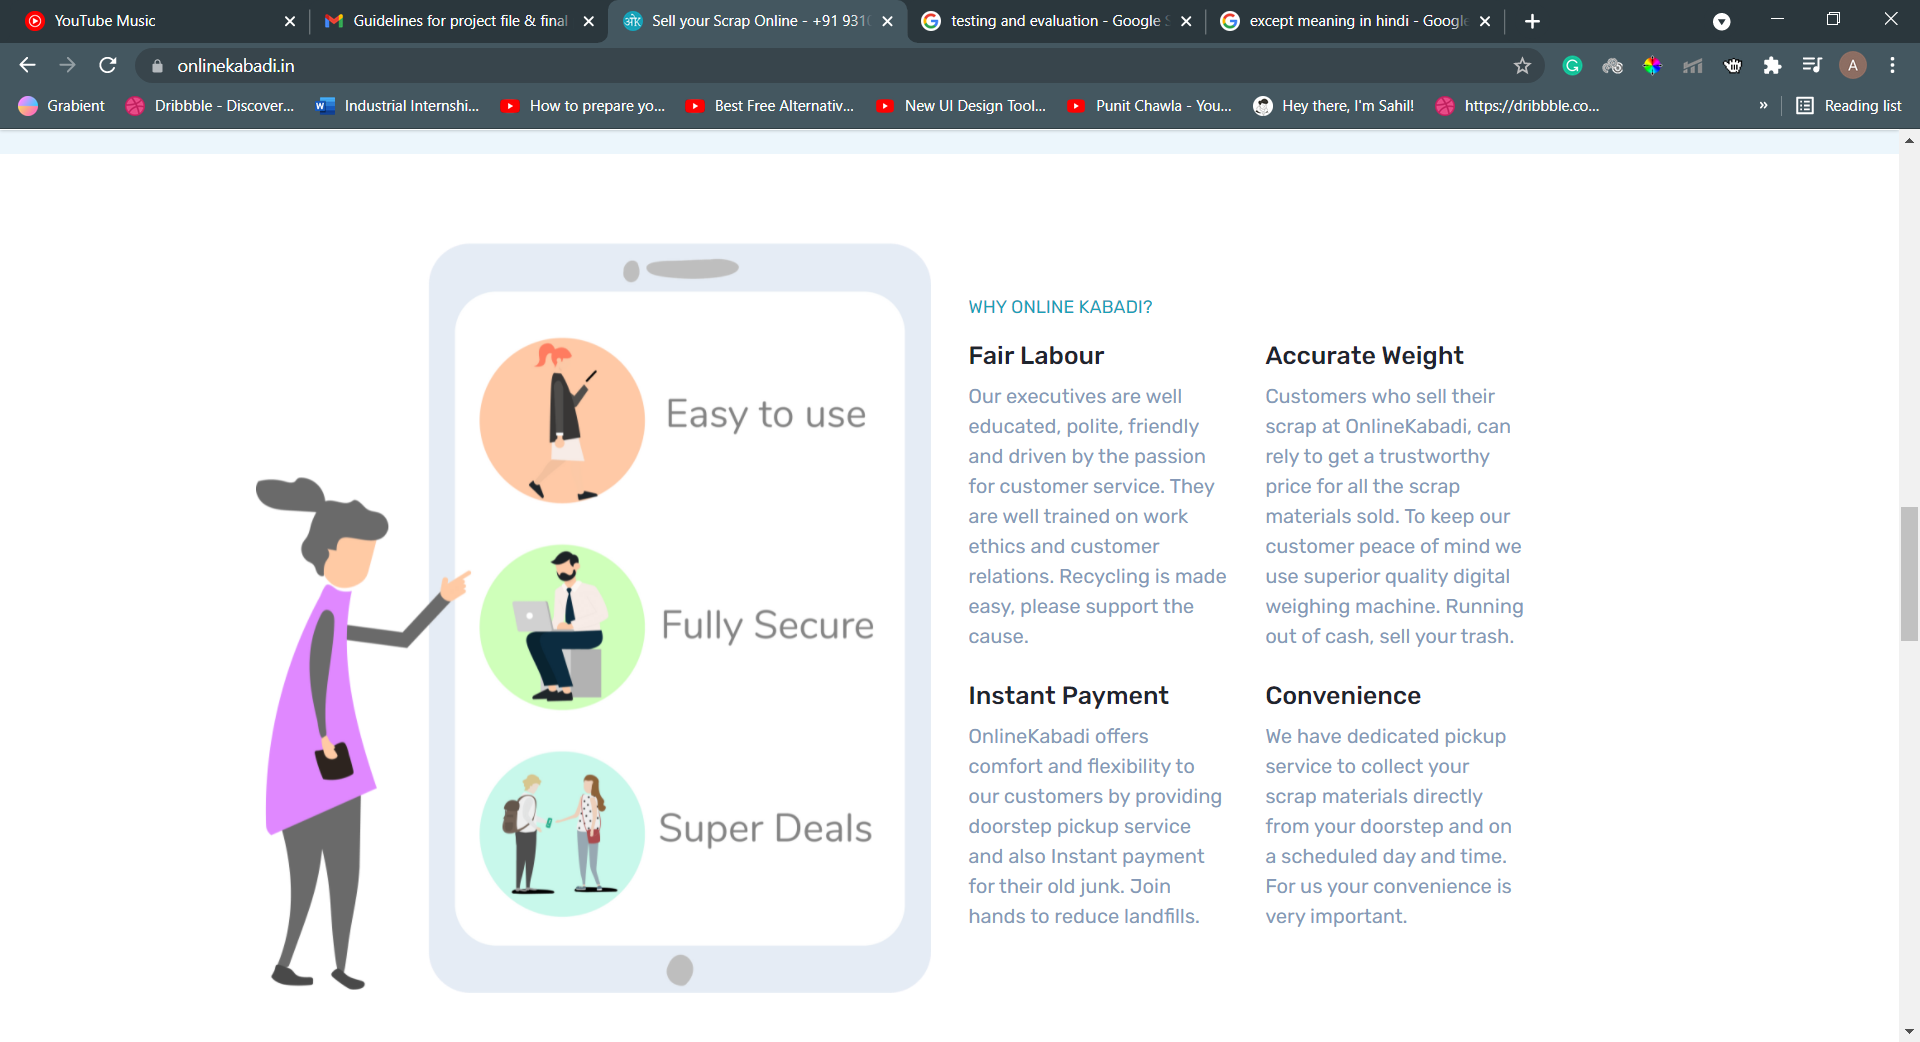 YouTube Music
Guidelines for project file & final
Sell your Scrap Online - +91 9310
testing and evaluation - Google S
except meaning in hindi - Google
onlinekabadi.in
A
Grabient
Dribbble - Discover...
Industrial Internshi...
How to prepare yo...
Best Free Alternativ...
New UI Design Tool...
Punit Chawla - You...
Hey there, I'm Sahil!
https://dribbble.co...
»
Reading list
Easy to use
Fully Secure
Super Deals
WHY ONLINE KABADI?
Fair Labour
Our executives are well
educated, polite, friendly
and driven by the passion
for customer service. They
are well trained on work
ethics and customer
relations. Recycling is made
easy, please support the
cause.
Accurate Weight
Customers who sell their
scrap at OnlineKabadi, can
rely to get a trustworthy
price for all the scrap
materials sold. To keep our
customer peace of mind we
use superior quality digital
weighing machine. Running
out of cash, sell your trash.
Instant Payment
OnlineKabadi offers
comfort and flexibility to
our customers by providing
doorstep pickup service
and also Instant payment
for their old junk. Join
hands to reduce landfills.
Convenience
We have dedicated pickup
service to collect your
scrap materials directly
from your doorstep and on
a scheduled day and time.
For us your convenience is
very important.